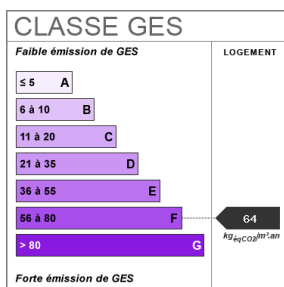 CLASSE GES
Faible émission de GES
LOGEMENT
≤ 5 A
6 à 10 B
11 à 20 C
21 à 35 D
36 à 55 E
56 à 80 F
64
kgéqCO2/m².an
> 80 G
Forte émission de GES